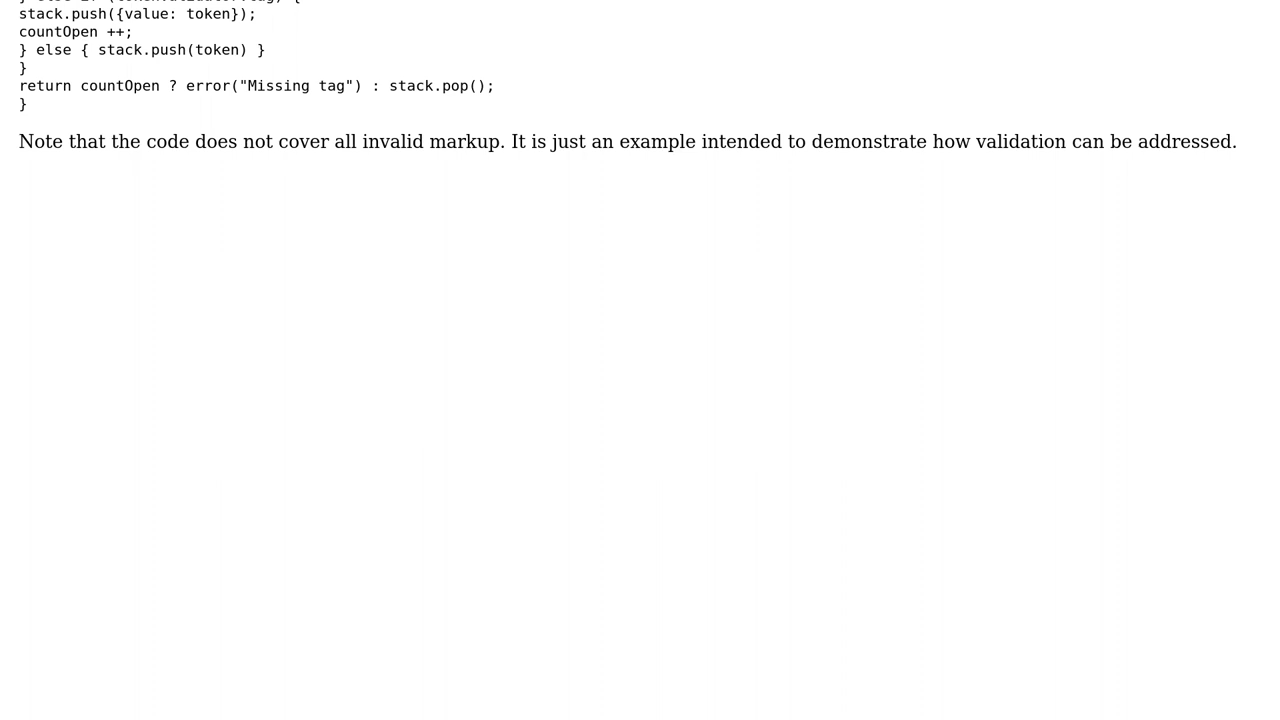 stack.push({value: token});
countOpen ++;
} else { stack.push(token) }
}
return countOpen ? error("Missing tag") : stack.pop();
}
Note that the code does not cover all invalid markup. It is just an example intended to demonstrate how validation can be addressed.